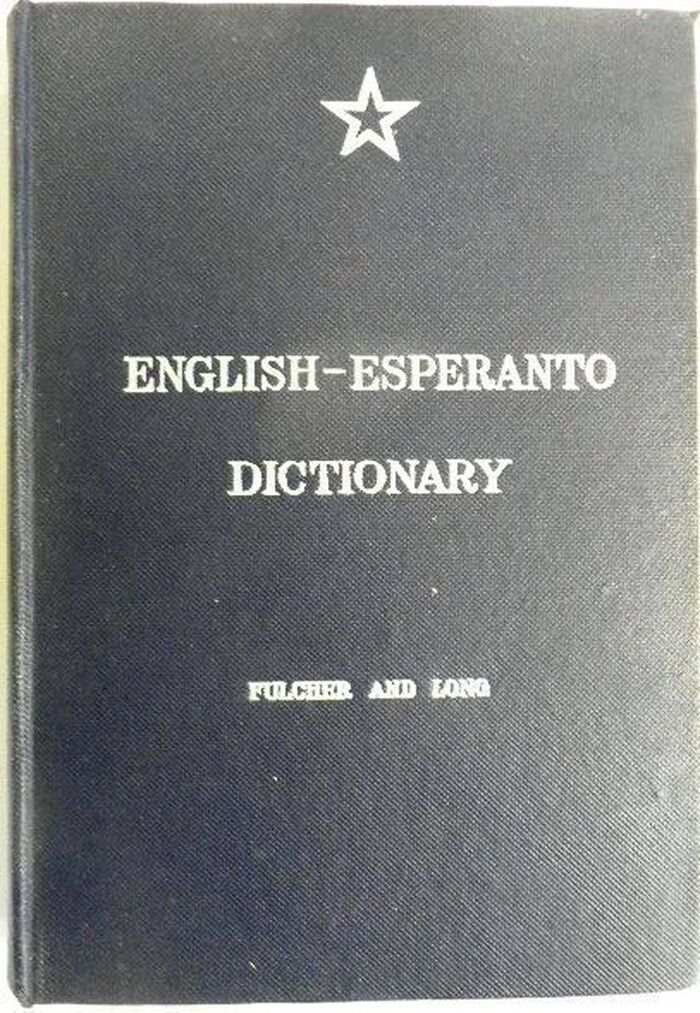 ENGLISH-ESPERANTO
DICTIONARY
FULCHER AND LONG